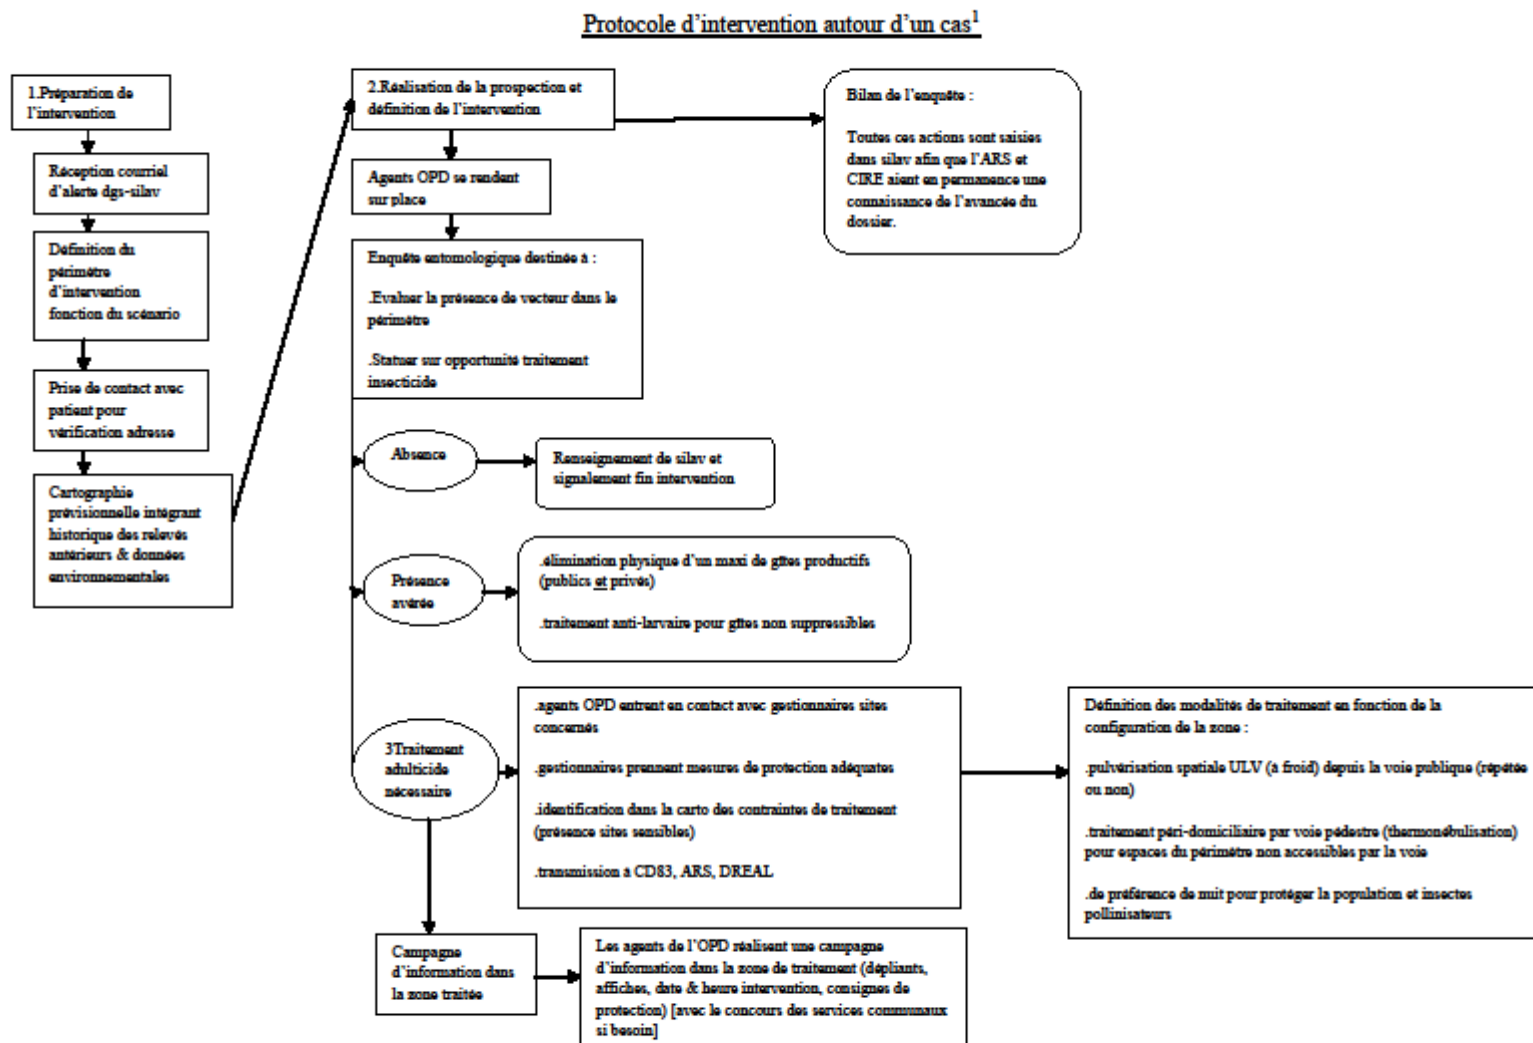 Protocole d'intervention autour d'un cas1
1.Préparation de
l'intervention
Réception courriel
d'alerte dgs-silav
Définition du
périmètre
d'intervention
fonction du scénario
Prise de contact avec
patient pour
vérification adresse
Cartographie
prévisionnelle intégrant
historique des relevés
antérieurs & données
environnementales
2.Réalisation de la prospection et
définition de l'intervention
Agents OPD se rendent
sur place
Enquête entomologique destinée à :
.Evaluer la présence de vecteur dans le
périmètre
.Statuer sur opportunité traitement
insecticide
Bilan de l'enquête :
Toutes ces actions sont saisies
dans silav afin que l'ARS et
CIRE aient en permanence une
connaissance de l'avancée du
dossier.
Absence
Renseignement de silav et
signalement fin intervention
Présence
avérée
.élimination physique d'un maxi de gîtes productifs
(publics et privés)
.traitement anti-larvaire pour gîtes non suppressibles
3Traitement
adulticide
nécessaire
.agents OPD entrent en contact avec gestionnaires sites
concernés
.gestionnaires prennent mesures de protection adéquates
.identification dans la carto des contraintes de traitement
(présence sites sensibles)
.transmission à CD83, ARS, DREAL
Définition des modalités de traitement en fonction de la
configuration de la zone :
.pulvérisation spatiale ULV (à froid) depuis la voie publique (répétée
ou non)
.traitement péri-domiciliaire par voie pédestre (thermonébulisation)
pour espaces du périmètre non accessibles par la voie
.de préférence de nuit pour protéger la population et insectes
pollinisateurs
Campagne
d'information dans
la zone traitée
Les agents de l'OPD réalisent une campagne
d'information dans la zone de traitement (dépliants,
affiches, date & heure intervention, consignes de
protection) [avec le concours des services communaux
si besoin]